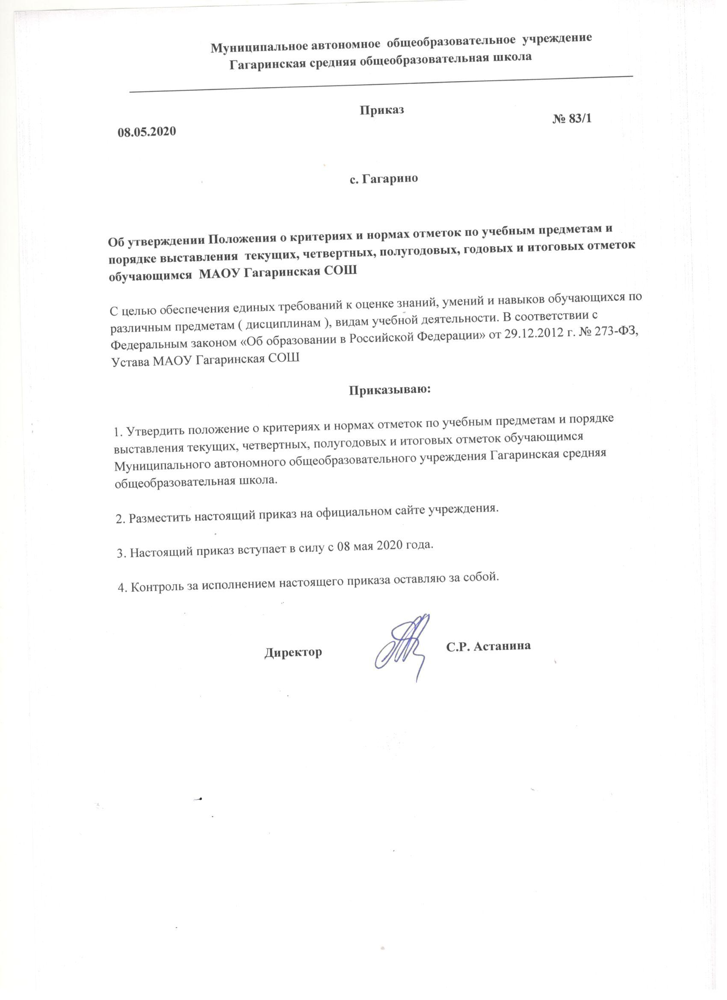 Муниципальное автономное общеобразовательное учреждение
Гагаринская средняя общеобразовательная школа
Приказ
08.05.2020 № 83/1
с. Гагарино
Об утверждении Положения о критериях и нормах отметок по учебным предметам и
порядке выставления текущих, четвертных, полугодовых, годовых и итоговых отметок
обучающимся МАОУ Гагаринская СОШ
С целью обеспечения единых требований к оценке знаний, умений и навыков обучающихся по
различным предметам ( дисциплинам ), видам учебной деятельности. В соответствии с
Федеральным законом «Об образовании в Российской Федерации» от 29.12.2012 г. № 273-ФЗ,
Устава МАОУ Гагаринская СОШ
Приказываю:
1. Утвердить положение о критериях и нормах отметок по учебным предметам и порядке
выставления текущих, четвертных, полугодовых и итоговых отметок обучающимся
Муниципального автономного общеобразовательного учреждения Гагаринская средняя
общеобразовательная школа.
2. Разместить настоящий приказ на официальном сайте учреждения.
3. Настоящий приказ вступает в силу с 08 мая 2020 года.
4. Контроль за исполнением настоящего приказа оставляю за собой.
Директор С.Р. Астанина